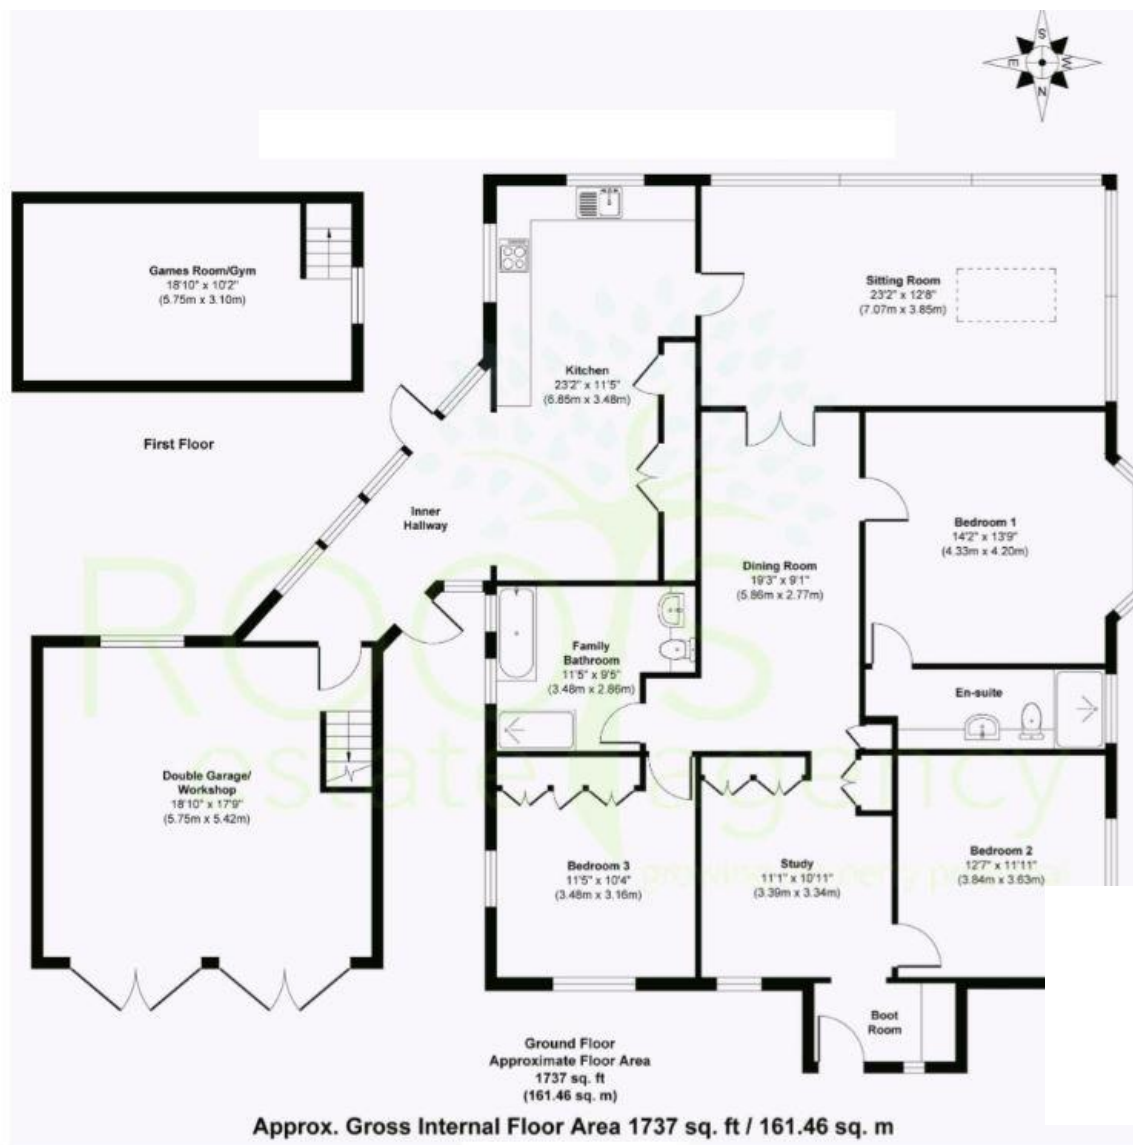 S
E
W
N
Games Room/Gym
18'10" x 10'2"
(5.75m x 3.10m)
Sitting Room
23'2" x 12'8"
(7.07m x 3.85m)
Kitchen
23'2" x 11'5"
(6.85m x 3.48m)
First Floor
Inner
Hallway
Bedroom 1
14'2" x 13'9"
(4.33m x 4.20m)
Dining Room
19'3" x 9'1"
(5.86m x 2.77m)
Family
Bathroom
11'5" x 9'5"
(3.48m x 2.86m)
En-suite
Roots
estate agency
Double Garage/
Workshop
18'10" x 17'9"
(5.75m x 5.42m)
Bedroom 3
11'5" x 10'4"
(3.48m x 3.16m)
Study
11'1" x 10'11"
(3.39m x 3.34m)
Bedroom 2
12'7" x 11'11"
(3.84m x 3.63m)
Boot
Room
Ground Floor
Approximate Floor Area
1737 sq. ft
(161.46 sq. m)
Approx. Gross Internal Floor Area 1737 sq. ft / 161.46 sq. m